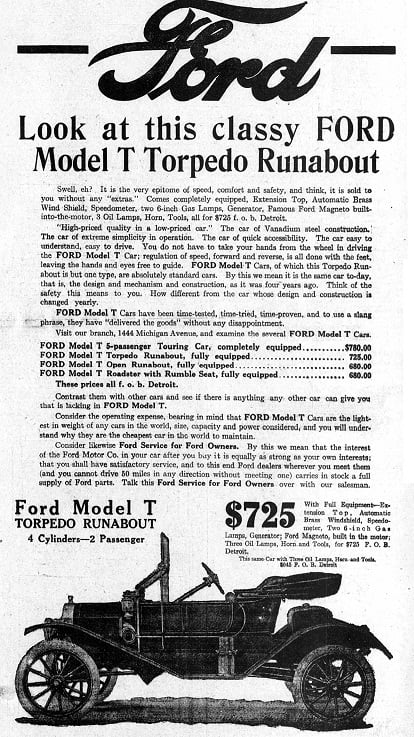 Ford
Look at this classy FORD
Model T Torpedo Runabout
Swell, eh? It is the very epitome of speed, comfort and safety, and think, it is sold to
you without any "extras." Comes completely equipped, Extension Top, Automatic Brass
Wind Shield, Speedometer, two 6-inch Gas Lamps, Generator, Famous Ford Magneto built-
into-the-motor, 3 Oil Lamps, Horn, Tools, all for $725 f. o. b. Detroit.
"High-priced quality in a low-priced car." The car of Vanadium steel construction.
The car of extreme simplicity in operation. The car of quick accessibility. The car easy to
understand, easy to drive. You do not have to take your hands from the wheel in driving
the FORD Model T Car; regulation of speed, forward and reverse, is all done with the feet,
leaving the hands and eyes free to guide. FORD Model T Cars, of which this Torpedo Run-
about is but one type, are absolutely standard cars. By this we mean it is the same car to-day,
that is, the design and mechanism and construction, as it was four years ago. Think of the
safety this means to you. How different from the car whose design and construction is
changed yearly.
FORD Model T Cars have been time-tested, time-tried, time-proven, and to use a slang
phrase, they have "delivered the goods" without any disappointment.
Visit our branch, 1444 Michigan Avenue, and examine the several FORD Model T Cars.
FORD Model T 5-passenger Touring Car, completely equipped...........$780.00
FORD Model T Torpedo Runabout, fully equipped....................... 725.00
FORD Model T Open Runabout, fully equipped.......................... 680.00
FORD Model T Roadster with Rumble Seat, fully equipped.............. 680.00
These prices all f. o. b. Detroit.
Contrast them with other cars and see if there is anything any other car can give you
that is lacking in FORD Model T.
Consider the operating expense, bearing in mind that FORD Model T Cars are the light-
est in weight of any cars in the world, size, capacity and power considered, and you will under-
stand why they are the cheapest car in the world to maintain.
Consider likewise Ford Service for Ford Owners. By this we mean that the interest
of the Ford Motor Co. in your car after you buy it is equally as strong as your own interests;
that you shall have satisfactory service, and to this end Ford dealers wherever you meet them
(and you cannot drive 50 miles in any direction without meeting one) carries in stock a full
supply of Ford parts. Talk this Ford Service for Ford Owners over with our salesman.
Ford Model T
TORPEDO RUNABOUT
4 Cylinders—2 Passenger
$725
With Full Equipment—Ex-
tension Top, Automatic
Brass Windshield, Speedo-
meter, Two 6-inch Gas
Lamps, Generator; Ford Magneto, built in the motor;
Three Oil Lamps, Horn and Tools, for $725 F. O. B.
Detroit.
This same Car with Three Oil Lamps, Horn and Tools,
F. O. B. Detroit